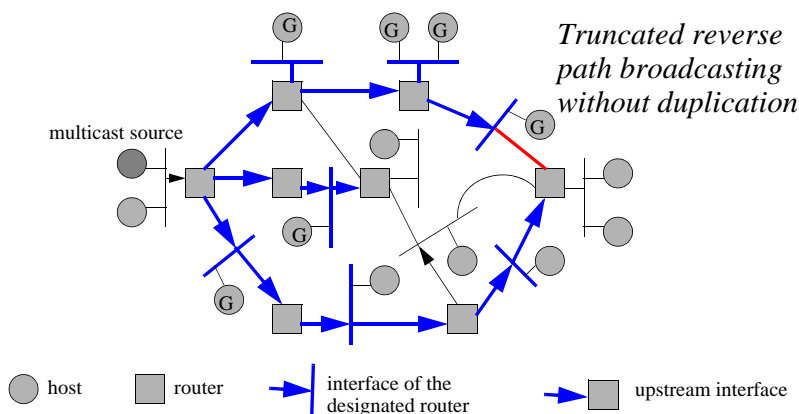 G
G G
Truncated reverse
path broadcasting
without duplication
G
multicast source
G
G
host
router
interface of the
designated router
upstream interface